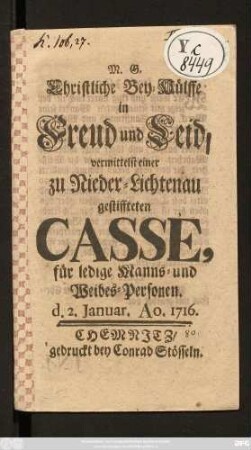 K. 106, 27.
Yc
8449
M. G.
Christliche Bey-Hülffe
in
Freud und Leid,
vermittelst einer
zu Nieder-Lichtenau
gestiffteten
CASSE,
für ledige Manns- und
Weibes-Personen.
d. 2. Januar. Ao. 1716.
CHEMNITZ,
gedruckt bey Conrad Stösseln.